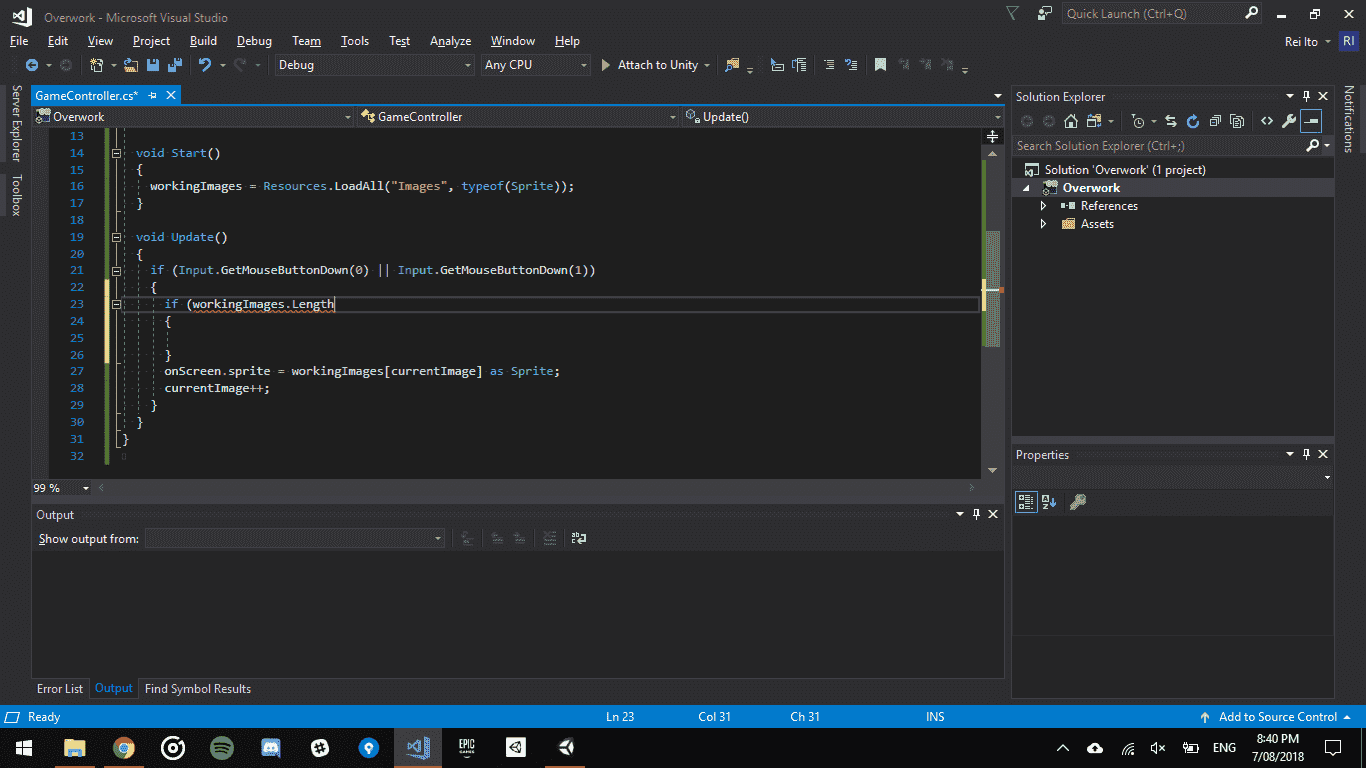 Overwork - Microsoft Visual Studio
Quick Launch (Ctrl+Q)
File Edit View Project Build Debug Team Tools Test Analyze Window Help
Rei Ito RI
Debug Any CPU Attach to Unity
Server Explorer
Toolbox
GameController.cs*
Overwork GameController Update()
13
14 void Start()
15 {
16 workingImages = Resources.LoadAll("Images", typeof(Sprite));
17 }
18
19 void Update()
20 {
21 if (Input.GetMouseButtonDown(0) || Input.GetMouseButtonDown(1))
22 {
23 if (workingImages.Length
24 {
25
26 }
27 onScreen.sprite = workingImages[currentImage] as Sprite;
28 currentImage++;
29 }
30 }
31 }
32
99 %
Output
Show output from:
Error List Output Find Symbol Results
Solution Explorer
Search Solution Explorer (Ctrl+;)
Solution 'Overwork' (1 project)
Overwork
References
Assets
Properties
Notifications
Ready Ln 23 Col 31 Ch 31 INS Add to Source Control
EPIC GAMES
ENG
8:40 PM
7/08/2018